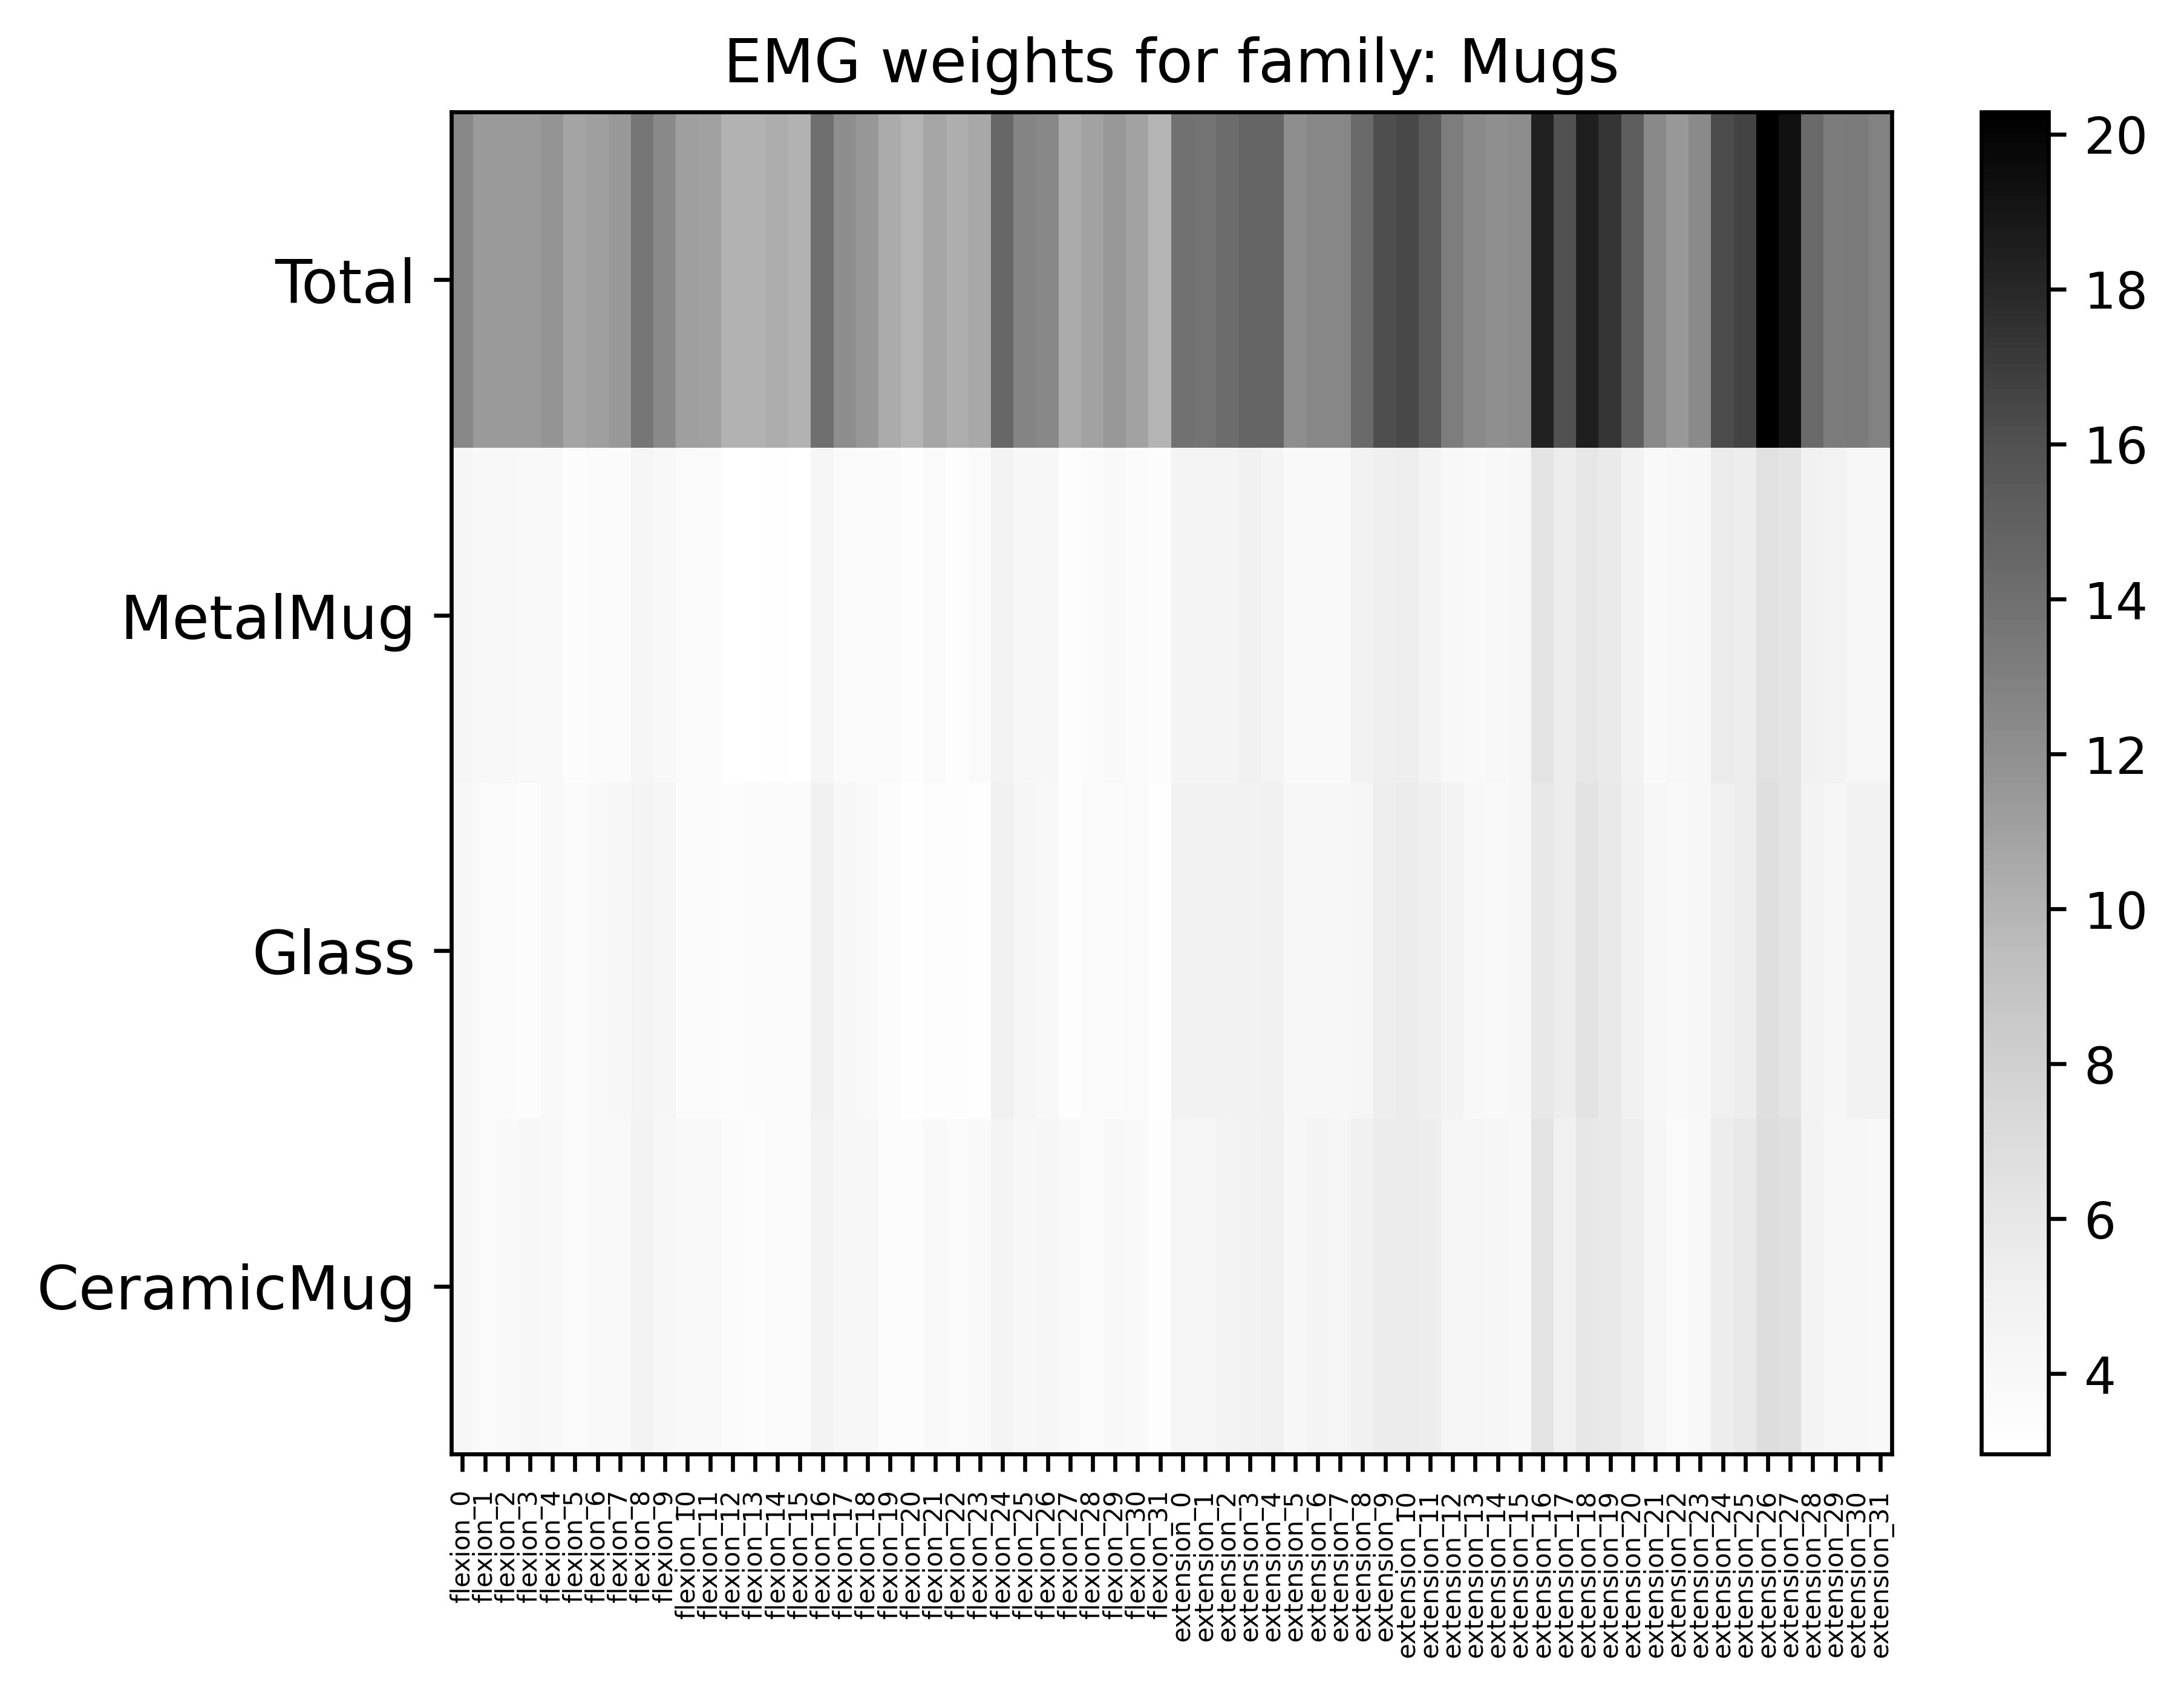 EMG weights for family: Mugs
Total
MetalMug
Glass
CeramicMug
20
18
16
14
12
10
8
6
4
flexion_0
flexion_1
flexion_2
flexion_3
flexion_4
flexion_5
flexion_6
flexion_7
flexion_8
flexion_9
flexion_10
flexion_11
flexion_12
flexion_13
flexion_14
flexion_15
flexion_16
flexion_17
flexion_18
flexion_19
flexion_20
flexion_21
flexion_22
flexion_23
flexion_24
flexion_25
flexion_26
flexion_27
flexion_28
flexion_29
flexion_30
flexion_31
extension_0
extension_1
extension_2
extension_3
extension_4
extension_5
extension_6
extension_7
extension_8
extension_9
extension_10
extension_11
extension_12
extension_13
extension_14
extension_15
extension_16
extension_17
extension_18
extension_19
extension_20
extension_21
extension_22
extension_23
extension_24
extension_25
extension_26
extension_27
extension_28
extension_29
extension_30
extension_31